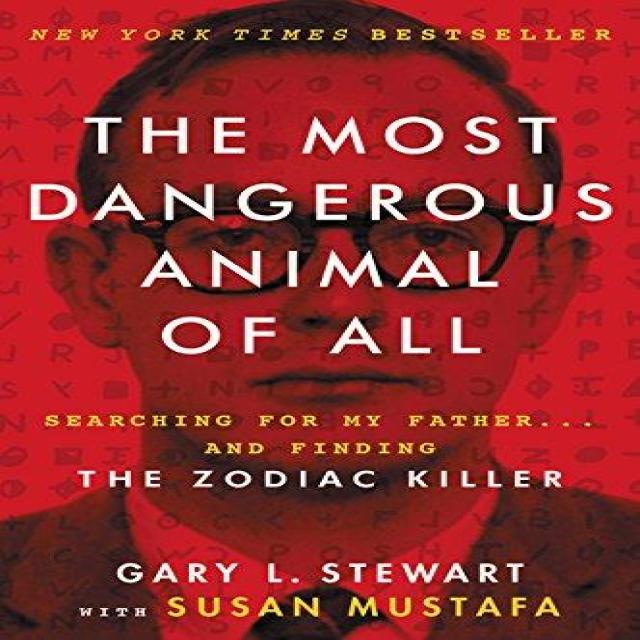 NEW YORK TIMES BESTSELLER
THE MOST
DANGEROUS
ANIMAL
OF ALL
SEARCHING FOR MY FATHER...
AND FINDING
THE ZODIAC KILLER
GARY L. STEWART
WITH SUSAN MUSTAFA